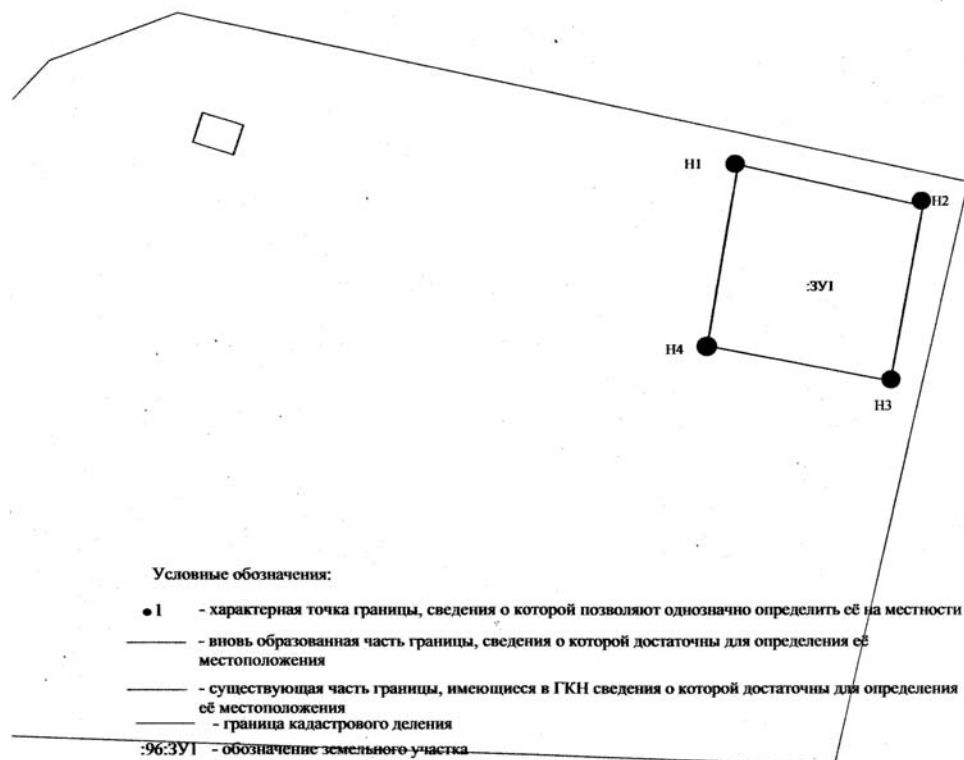 Н1
Н2
:ЗУ1
Н4
Н3
Условные обозначения:
1 - характерная точка границы, сведения о которой позволяют однозначно определить её на местности
- вновь образованная часть границы, сведения о которой достаточны для определения её
местоположения
- существующая часть границы, имеющиеся в ГКН сведения о которой достаточны для определения
её местоположения
- граница кадастрового деления
:96:ЗУ1 - обозначение земельного участка